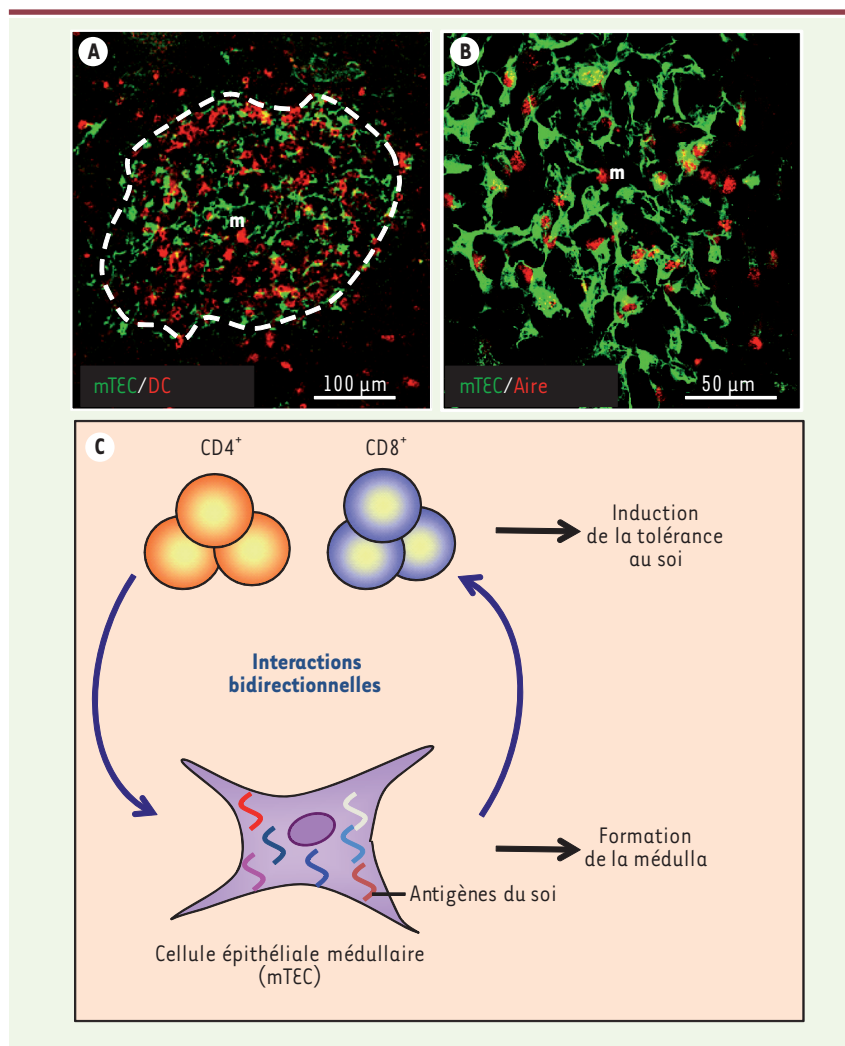 A
m
mTEC/DC
100 µm
B
m
mTEC/Aire
50 µm
C
CD4⁺
CD8⁺
Induction
de la tolérance
au soi
Interactions
bidirectionnelles
Formation
de la médulla
Antigènes du soi
Cellule épithéliale médullaire
(mTEC)